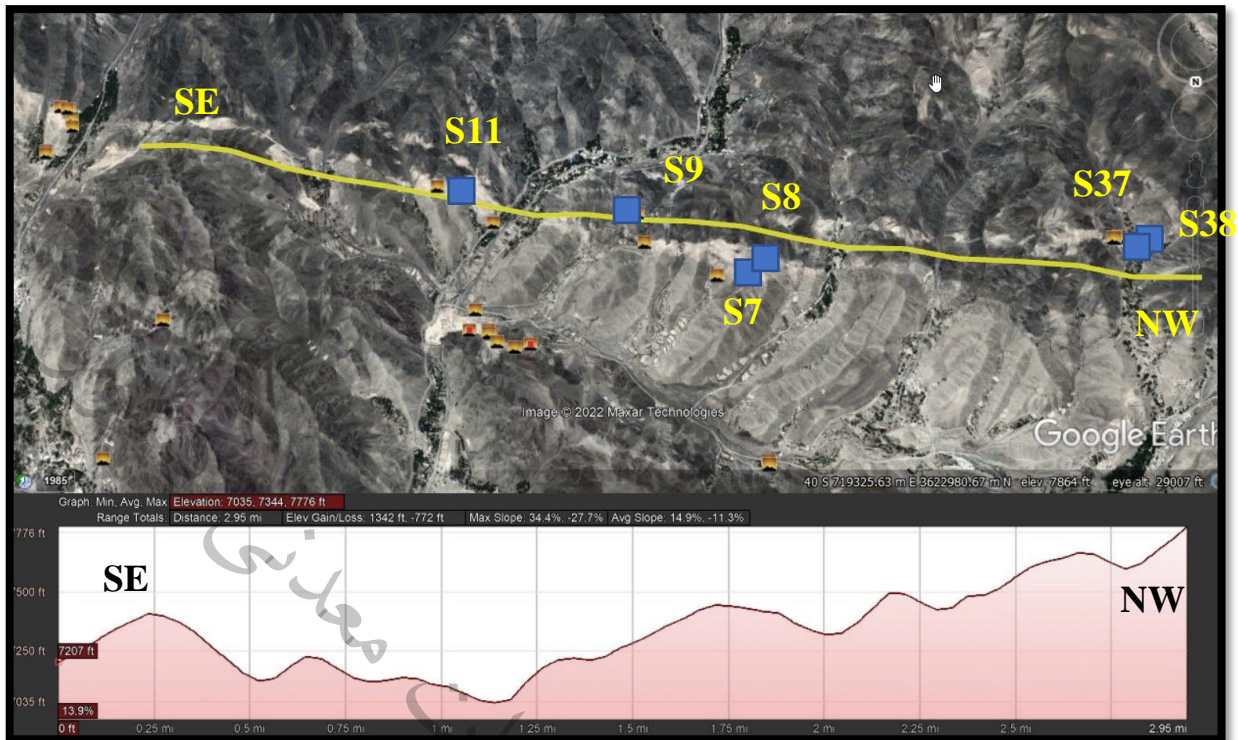 N
SE
S11
S9
S8
S37
S38
S7
NW
Image © 2022 Maxar Technologies
Google Earth
1985
40 S 719325.63 m E 3622980.67 m N elev 7864 ft eye alt 29007 ft
Graph: Min, Avg, Max Elevation: 7035, 7344, 7776 ft
Range Totals: Distance: 2.95 mi Elev Gain/Loss: 1342 ft, -772 ft Max Slope: 34.4%, -27.7% Avg Slope: 14.9%, -11.3%
7776 ft
SE
NW
7500 ft
7250 ft
7207 ft
7035 ft
13.9%
0 ft 0.25 mi 0.5 mi 0.75 mi 1 mi 1.25 mi 1.5 mi 1.75 mi 2 mi 2.25 mi 2.5 mi 2.95 mi
معدنی